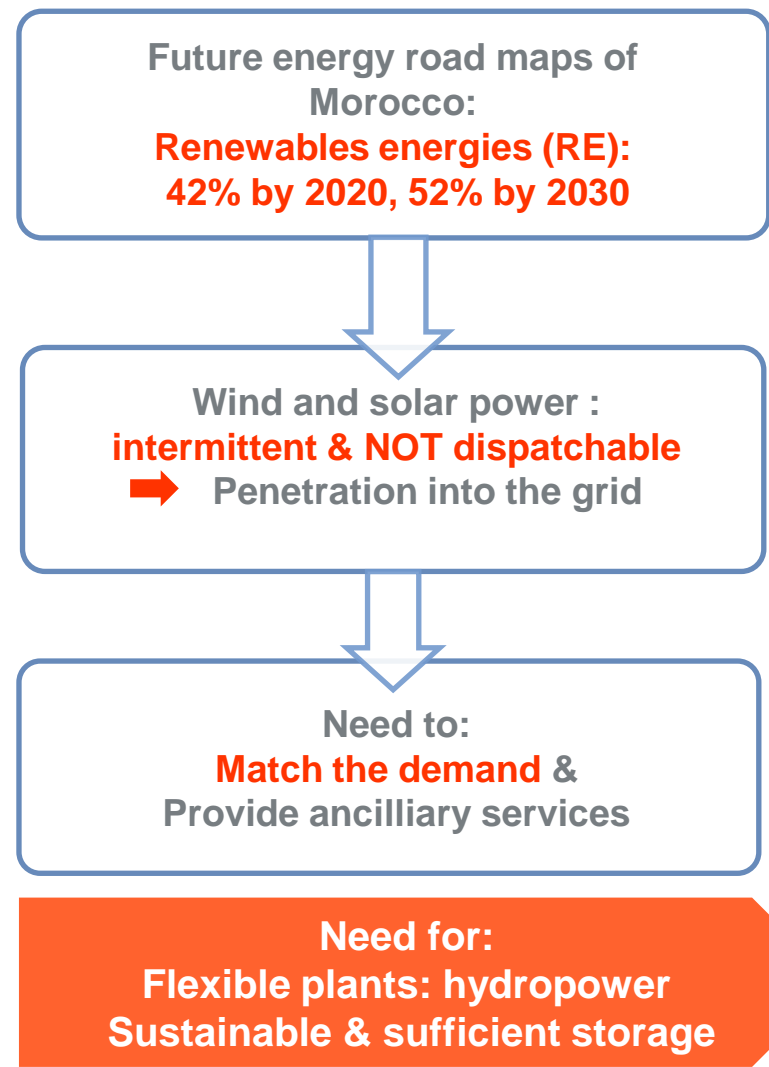 Future energy road maps of
Morocco:
Renewables energies (RE):
42% by 2020, 52% by 2030
Wind and solar power :
intermittent & NOT dispatchable
Penetration into the grid
Need to:
Match the demand &
Provide ancilliary services
Need for:
Flexible plants: hydropower
Sustainable & sufficient storage